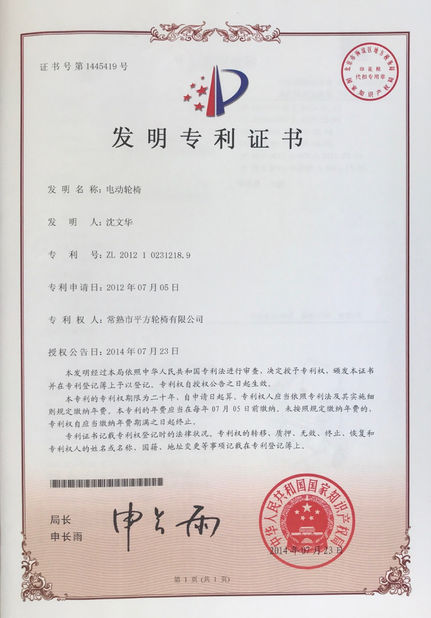 证书号第1445419号
印花税
代扣专用章
国家知识产权局
发明专利证书
发明名称：电动轮椅
发明人：沈文华
专利号：ZL 2012 1 0231218.9
专利申请日：2012年07月05日
专利权人：常熟市平方轮椅有限公司
授权公告日：2014年07月23日
本发明经过本局依照中华人民共和国专利法进行审查，决定授予专利权，颁发本证书
并在专利登记簿上予以登记。专利权自授权公告之日起生效。
本专利的专利权期限为二十年，自申请日起算。专利权人应当依照专利法及其实施细
则规定缴纳年费。本专利的年费应当在每年07月05日前缴纳。未按照规定缴纳年费的，
专利权自应当缴纳年费期满之日起终止。
专利证书记载专利权登记时的法律状况。专利权的转移、质押、无效、终止、恢复和
专利权人的姓名或名称、国籍、地址变更等事项记载在专利登记簿上。
局长
申长雨
申长雨
中华人民共和国国家知识产权局
2014年07月23日
第1页(共1页)